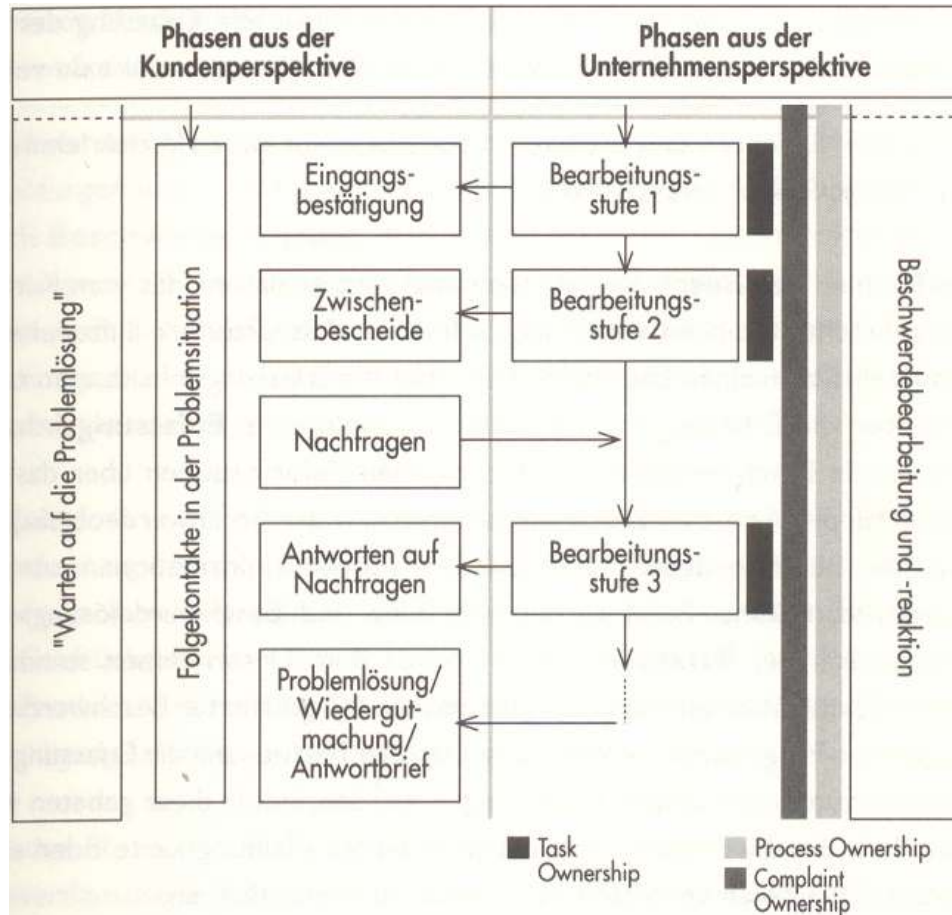 Phasen aus der
Kundenperspektive
Phasen aus der
Unternehmensperspektive
"Warten auf die Problemlösung"
Folgekontakte in der Problemsituation
Eingangs-
bestätigung
Bearbeitungs-
stufe 1
Zwischen-
bescheide
Bearbeitungs-
stufe 2
Nachfragen
Antworten auf
Nachfragen
Bearbeitungs-
stufe 3
Problemlösung/
Wiedergut-
machung/
Antwortbrief
Beschwerdebearbeitung und -reaktion
Task
Ownership
Process Ownership
Complaint
Ownership